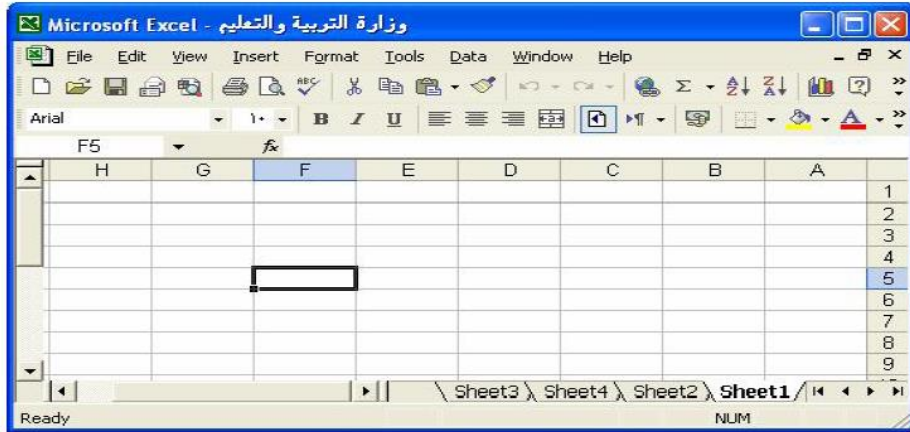 Microsoft Excel - وزارة التربية والتعليم
File Edit View Insert Format Tools Data Window Help
ABC
Arial B I U A
F5 fx
H G F E D C B A
1
2
3
4
5
6
7
8
9
Sheet3 Sheet4 Sheet2 Sheet1
Ready NUM